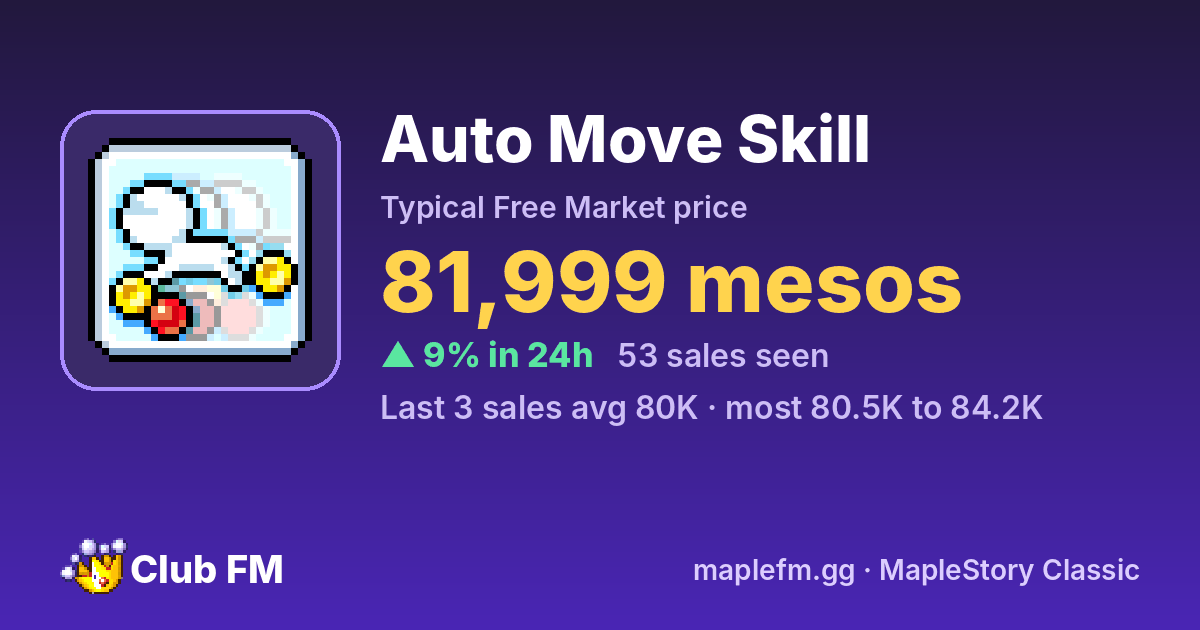 Auto Move Skill
Typical Free Market price
81,999 mesos
▲ 9% in 24h 53 sales seen
Last 3 sales avg 80K · most 80.5K to 84.2K
Club FM
maplefm.gg · MapleStory Classic